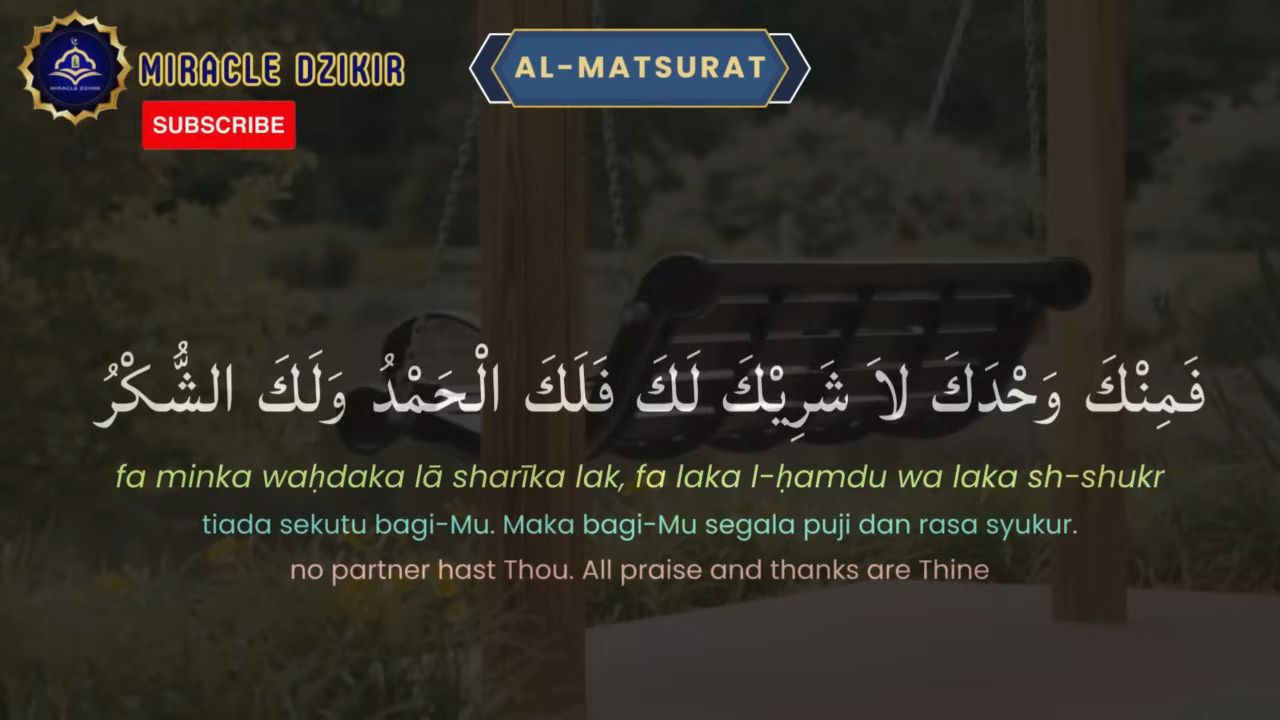 MIRACLE DZIKIR
MIRACLE DZIKIR
SUBSCRIBE
AL-MATSURAT
فَمِنْكَ وَحْدَكَ لاَ شَرِيْكَ لَكَ فَلَكَ الْحَمْدُ وَلَكَ الشُّكْرُ
fa minka waḥdaka lā sharīka lak, fa laka l-ḥamdu wa laka sh-shukr
tiada sekutu bagi-Mu. Maka bagi-Mu segala puji dan rasa syukur.
no partner hast Thou. All praise and thanks are Thine